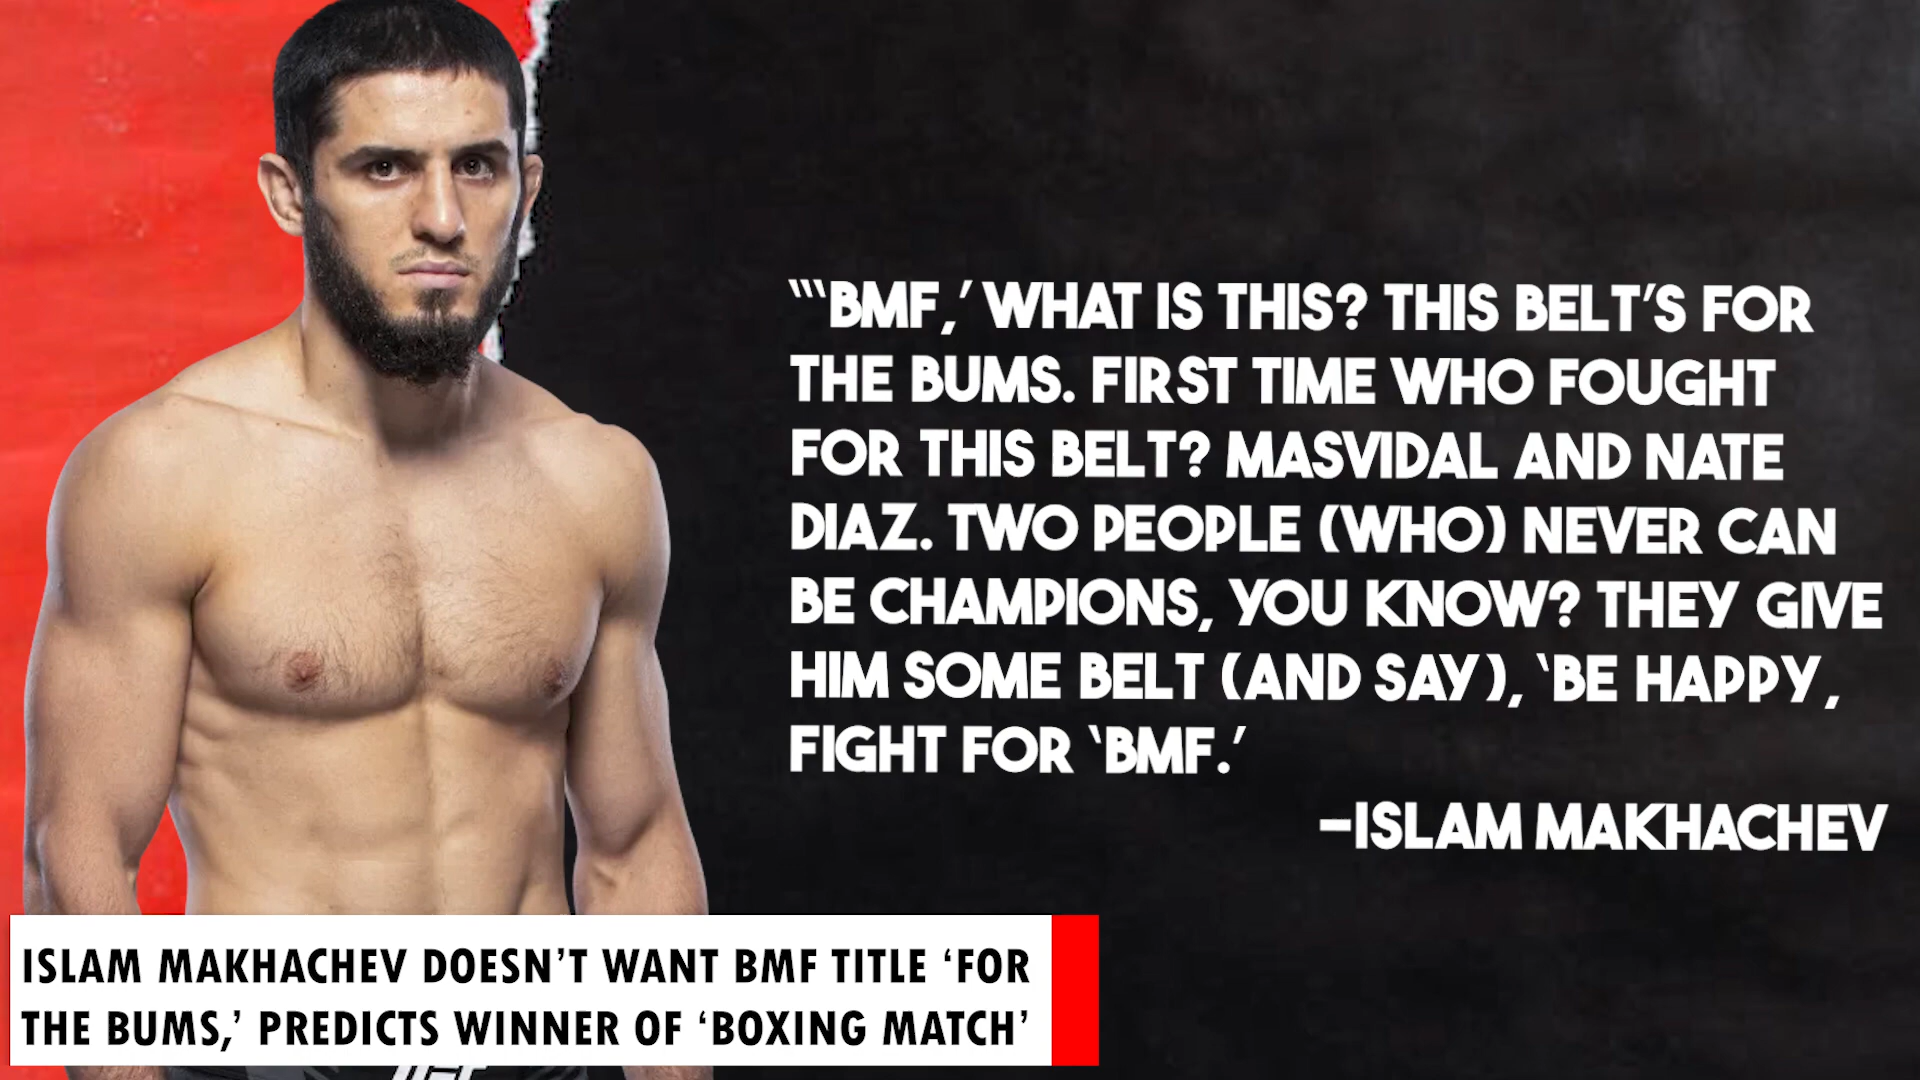 "'BMF,' WHAT IS THIS? THIS BELT'S FOR
THE BUMS. FIRST TIME WHO FOUGHT
FOR THIS BELT? MASVIDAL AND NATE
DIAZ. TWO PEOPLE (WHO) NEVER CAN
BE CHAMPIONS, YOU KNOW? THEY GIVE
HIM SOME BELT (AND SAY), 'BE HAPPY,
FIGHT FOR 'BMF.'
-ISLAM MAKHACHEV
ISLAM MAKHACHEV DOESN'T WANT BMF TITLE 'FOR
THE BUMS,' PREDICTS WINNER OF 'BOXING MATCH'